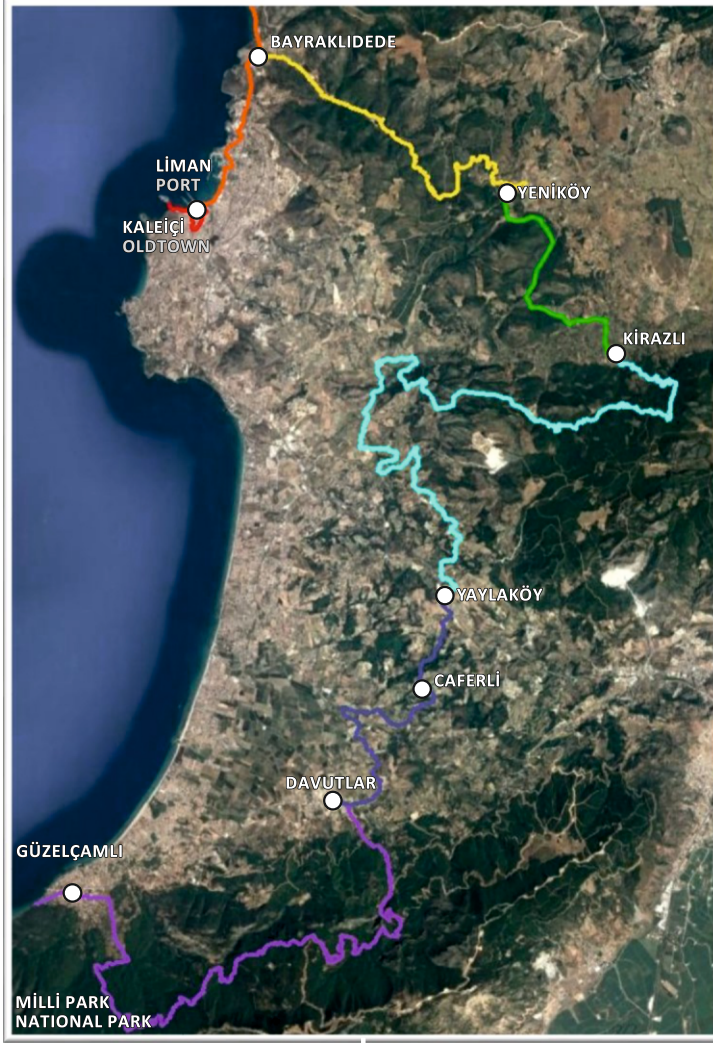 BAYRAKLIDEDE
LİMAN
PORT
YENİKÖY
KALEİÇİ
OLDTOWN
KİRAZLI
YAYLAKÖY
CAFERLİ
DAVUTLAR
GÜZELÇAMLI
MİLLİ PARK
NATIONAL PARK